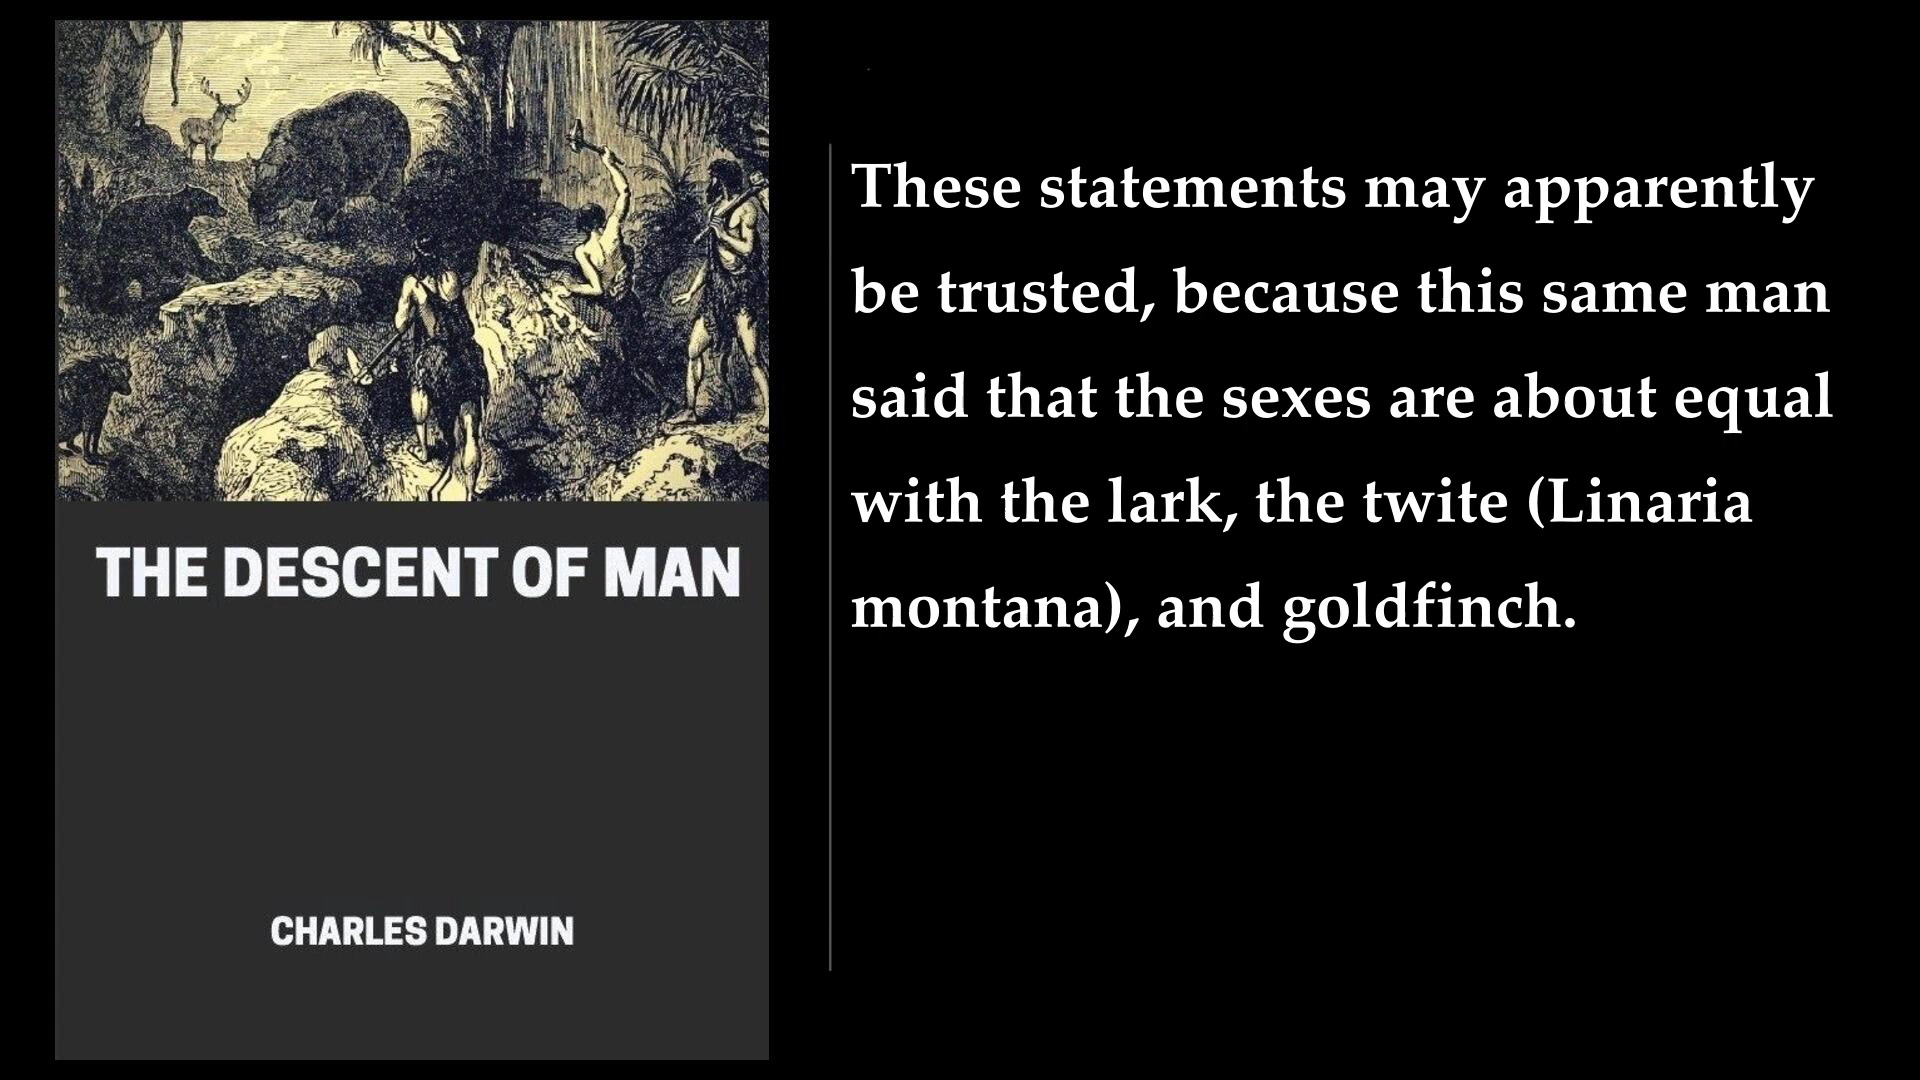 THE DESCENT OF MAN
CHARLES DARWIN
These statements may apparently
be trusted, because this same man
said that the sexes are about equal
with the lark, the twite (Linaria
montana), and goldfinch.